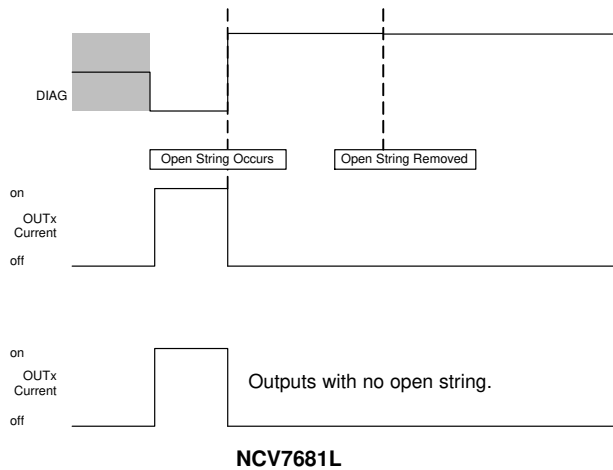 DIAG
Open String Occurs
Open String Removed
on
OUTx
Current
off
on
OUTx
Current
off
Outputs with no open string.
NCV7681L